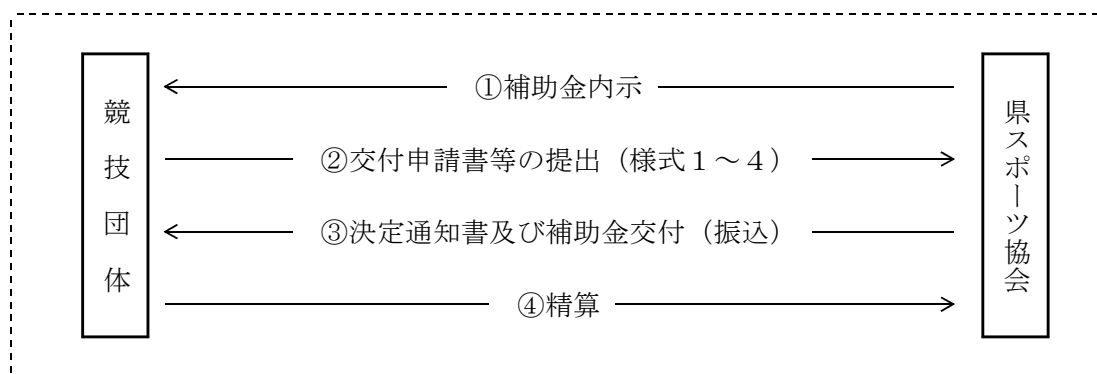 競技団体
①補助金内示
②交付申請書等の提出（様式１～４）
③決定通知書及び補助金交付（振込）
④精算
県スポーツ協会